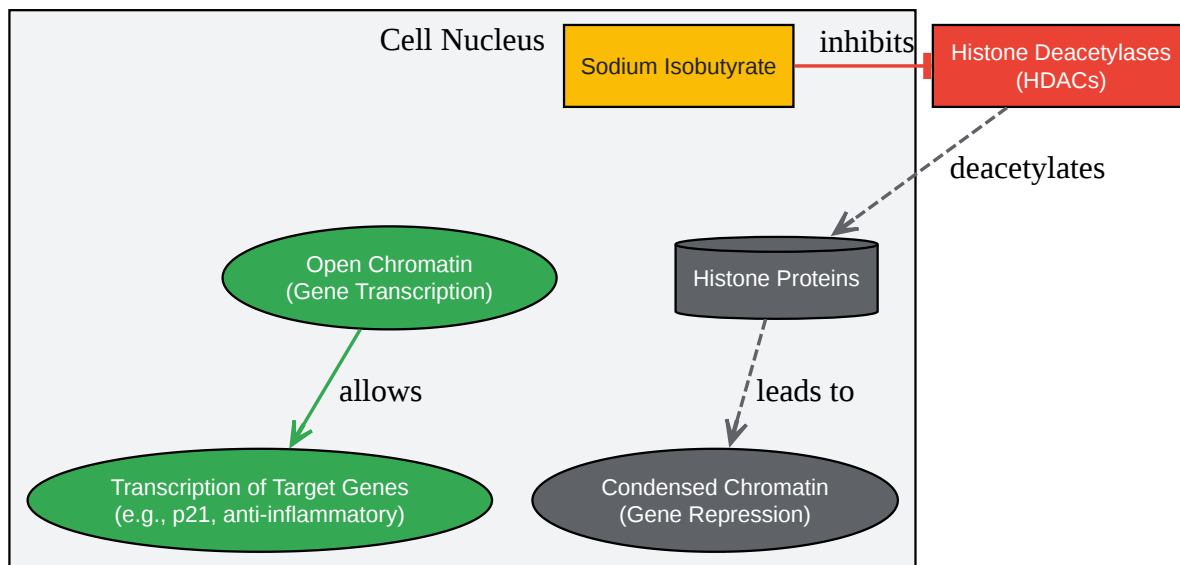 Cell Nucleus
Sodium Isobutyrate
inhibits
Histone Deacetylases
(HDACs)
deacetylates
Open Chromatin
(Gene Transcription)
Histone Proteins
allows
leads to
Transcription of Target Genes
(e.g., p21, anti-inflammatory)
Condensed Chromatin
(Gene Repression)